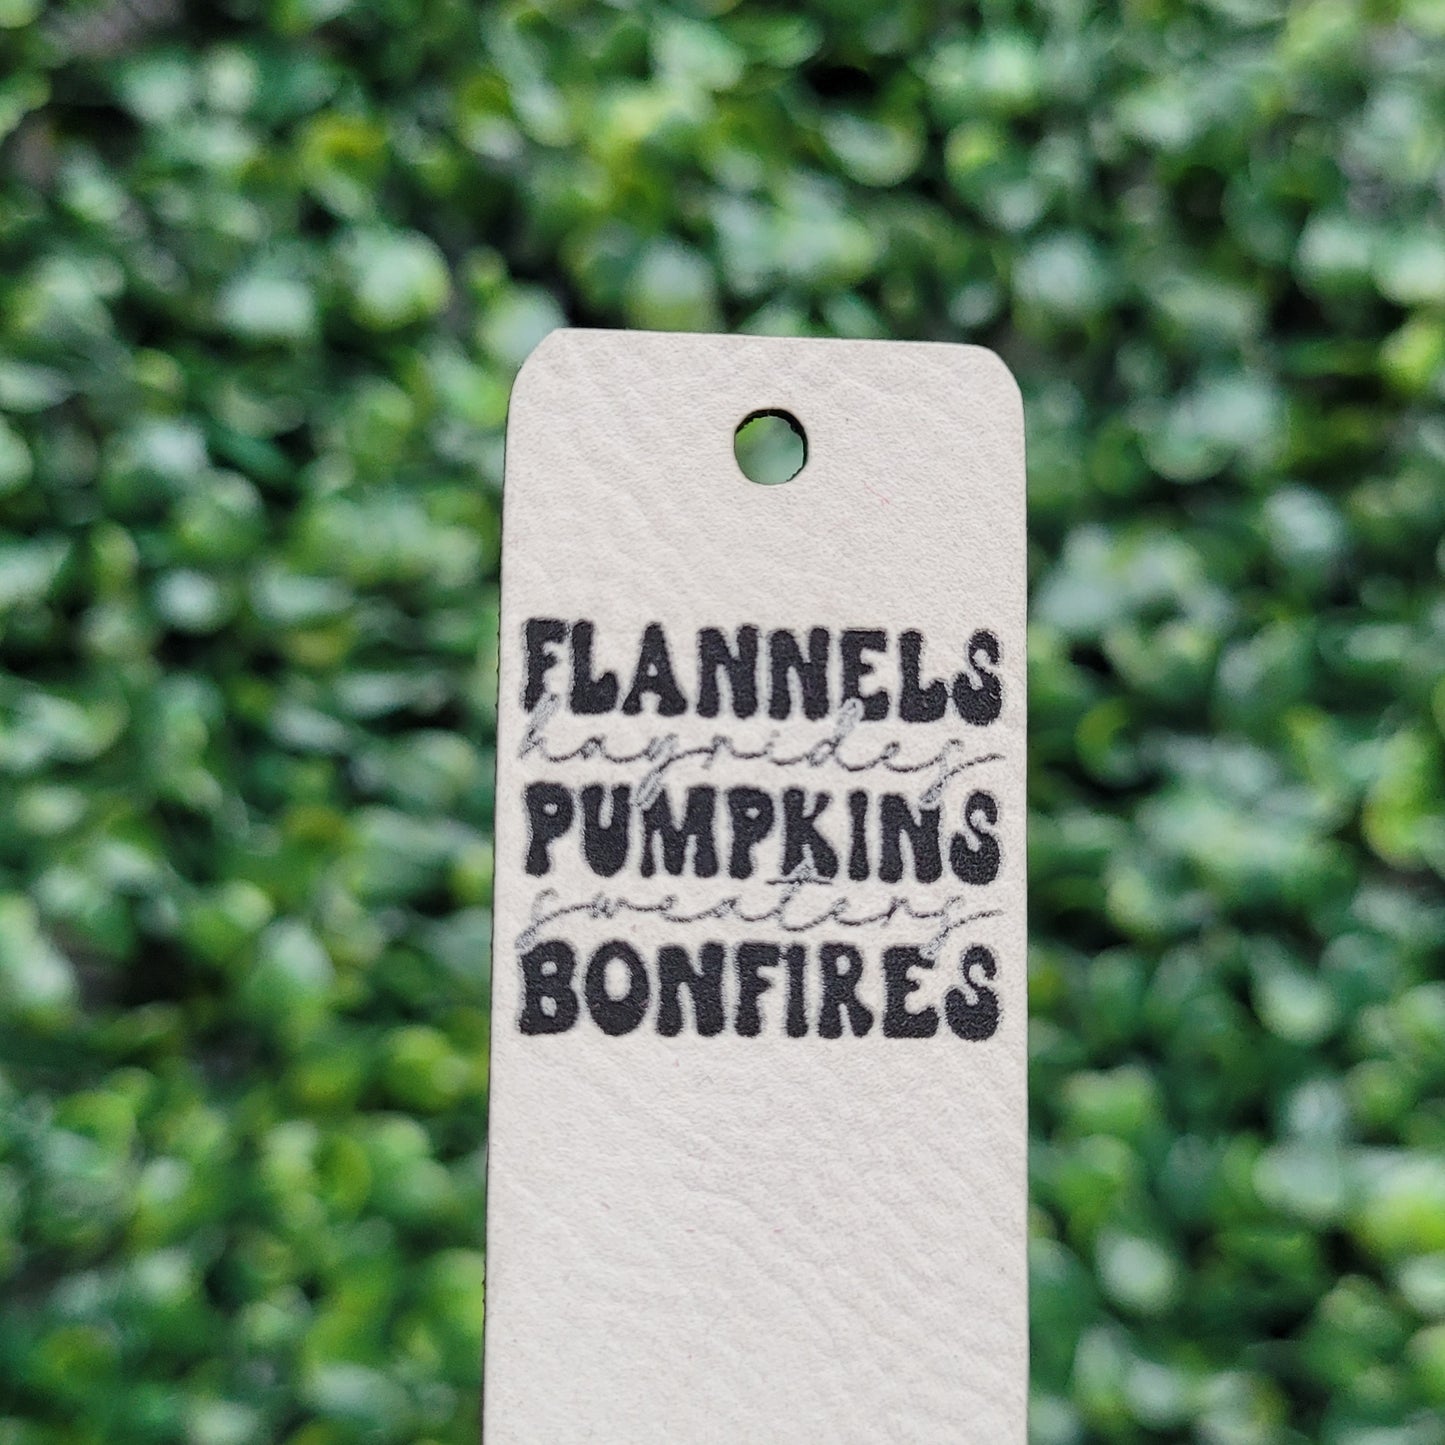 FLANNELS
hayrides
PUMPKINS
sweaters
BONFIRES